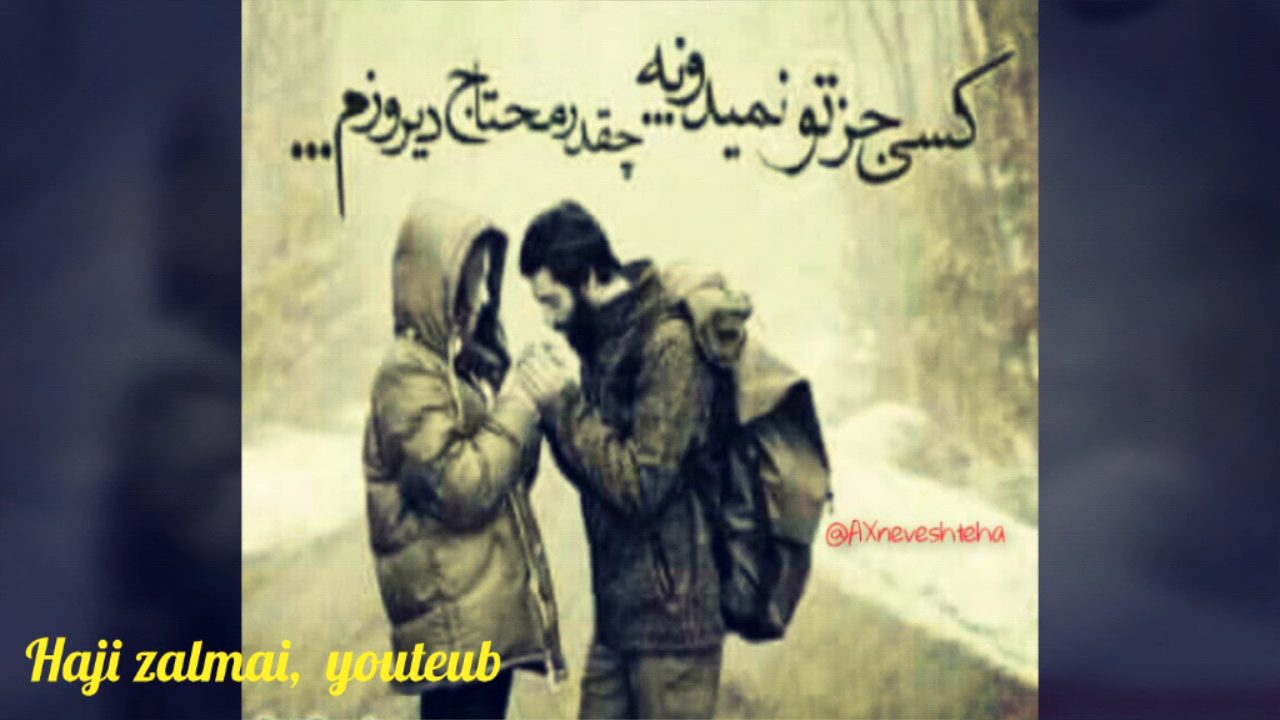 کسی جز تو نمیدونه...
چقدر محتاج دیروزم...
@AXneveshteha
Haji zalmai, youteub